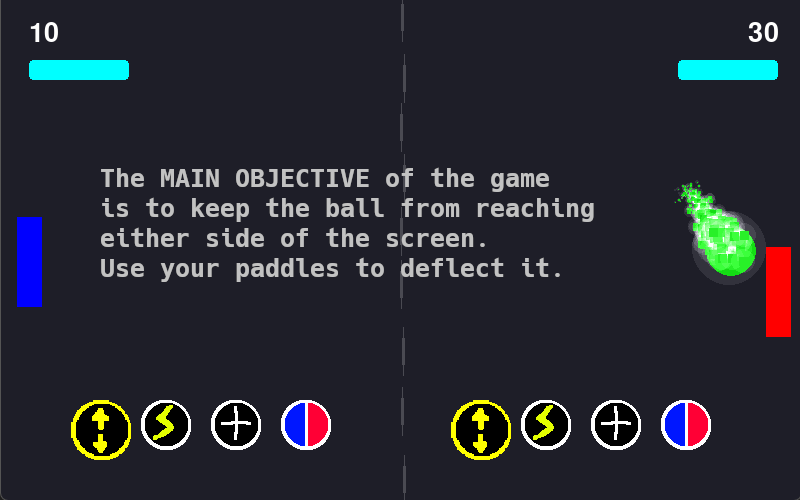 10
30
The MAIN OBJECTIVE of the game
is to keep the ball from reaching
either side of the screen.
Use your paddles to deflect it.